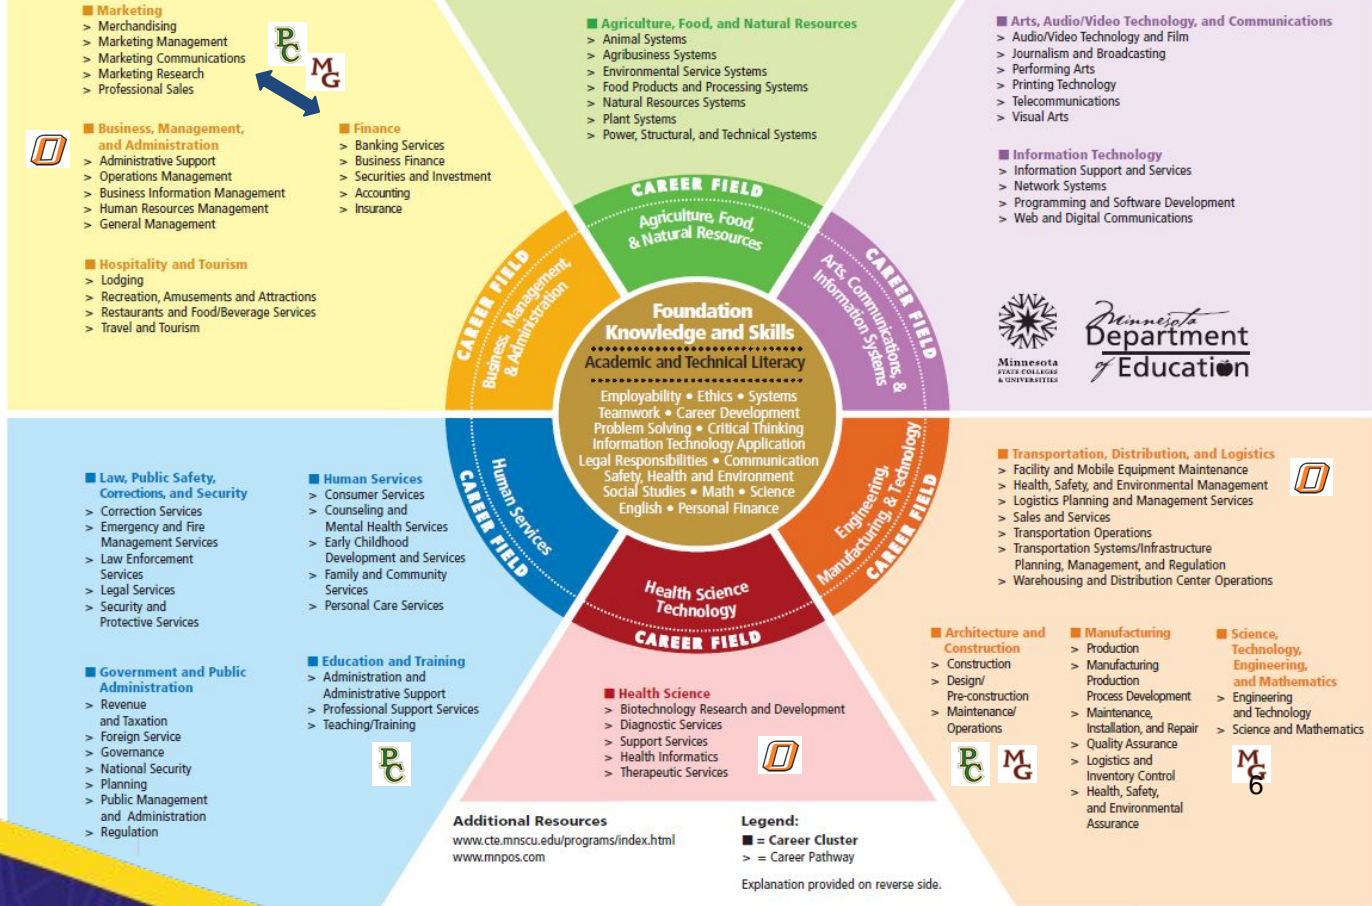 ■ Marketing
> Merchandising
> Marketing Management
> Marketing Communications
> Marketing Research
> Professional Sales
PC
MG
■ Business, Management,
and Administration
> Administrative Support
> Operations Management
> Business Information Management
> Human Resources Management
> General Management
O
■ Finance
> Banking Services
> Business Finance
> Securities and Investment
> Accounting
> Insurance
■ Hospitality and Tourism
> Lodging
> Recreation, Amusements and Attractions
> Restaurants and Food/Beverage Services
> Travel and Tourism
■ Agriculture, Food, and Natural Resources
> Animal Systems
> Agribusiness Systems
> Environmental Service Systems
> Food Products and Processing Systems
> Natural Resources Systems
> Plant Systems
> Power, Structural, and Technical Systems
■ Arts, Audio/Video Technology, and Communications
> Audio/Video Technology and Film
> Journalism and Broadcasting
> Performing Arts
> Printing Technology
> Telecommunications
> Visual Arts
■ Information Technology
> Information Support and Services
> Network Systems
> Programming and Software Development
> Web and Digital Communications
Minnesota
STATE COLLEGES
& UNIVERSITIES
Minnesota
Department
of Education
CAREER FIELD
Agriculture, Food,
& Natural Resources
CAREER FIELD
Business, Management,
& Administration
CAREER FIELD
Arts, Communications, &
Information Systems
Foundation
Knowledge and Skills
Academic and Technical Literacy
Employability • Ethics • Systems
Teamwork • Career Development
Problem Solving • Critical Thinking
Information Technology Application
Legal Responsibilities • Communication
Safety, Health and Environment
Social Studies • Math • Science
English • Personal Finance
Human Services
CAREER FIELD
Engineering,
Manufacturing, & Technology
CAREER FIELD
Health Science
Technology
CAREER FIELD
■ Law, Public Safety,
Corrections, and Security
> Correction Services
> Emergency and Fire
Management Services
> Law Enforcement
Services
> Legal Services
> Security and
Protective Services
■ Human Services
> Consumer Services
> Counseling and
Mental Health Services
> Early Childhood
Development and Services
> Family and Community
Services
> Personal Care Services
■ Government and Public
Administration
> Revenue
and Taxation
> Foreign Service
> Governance
> National Security
> Planning
> Public Management
and Administration
> Regulation
■ Education and Training
> Administration and
Administrative Support
> Professional Support Services
> Teaching/Training
PC
■ Health Science
> Biotechnology Research and Development
> Diagnostic Services
> Support Services
> Health Informatics
> Therapeutic Services
O
■ Transportation, Distribution, and Logistics
> Facility and Mobile Equipment Maintenance
> Health, Safety, and Environmental Management
> Logistics Planning and Management Services
> Sales and Services
> Transportation Operations
> Transportation Systems/Infrastructure
Planning, Management, and Regulation
> Warehousing and Distribution Center Operations
O
■ Architecture and
Construction
> Construction
> Design/
Pre-construction
> Maintenance/
Operations
PC
MG
■ Manufacturing
> Production
> Manufacturing
Production
Process Development
> Maintenance,
Installation, and Repair
> Quality Assurance
> Logistics and
Inventory Control
> Health, Safety,
and Environmental
Assurance
■ Science,
Technology,
Engineering,
and Mathematics
> Engineering
and Technology
> Science and Mathematics
MG
6
Additional Resources
www.cte.mnscu.edu/programs/index.html
www.mnpos.com
Legend:
■ = Career Cluster
> = Career Pathway
Explanation provided on reverse side.